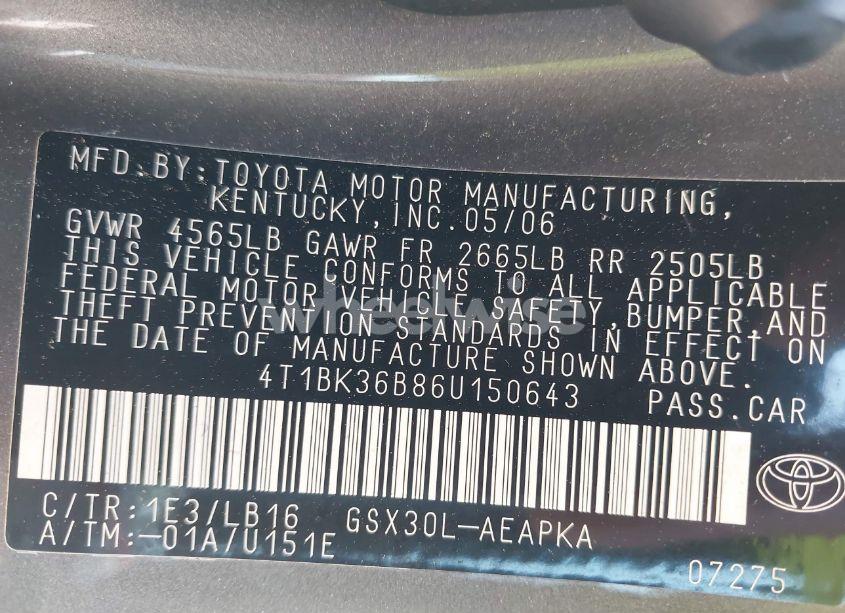 MFD.BY:TOYOTA MOTOR MANUFACTURING,
KENTUCKY,INC.05/06
GVWR 4565LB GAWR FR 2665LB RR 2505LB
THIS VEHICLE CONFORMS TO ALL APPLICABLE
FEDERAL MOTOR VEHICLE SAFETY,BUMPER,AND
THEFT PREVENTION STANDARDS IN EFFECT ON
THE DATE OF MANUFACTURE SHOWN ABOVE.
4T1BK36B86U150643 PASS.CAR
C/TR:1E3/LB16 GSX30L-AEAPKA
A/TM:-01A/U151E
07275
wheelwise